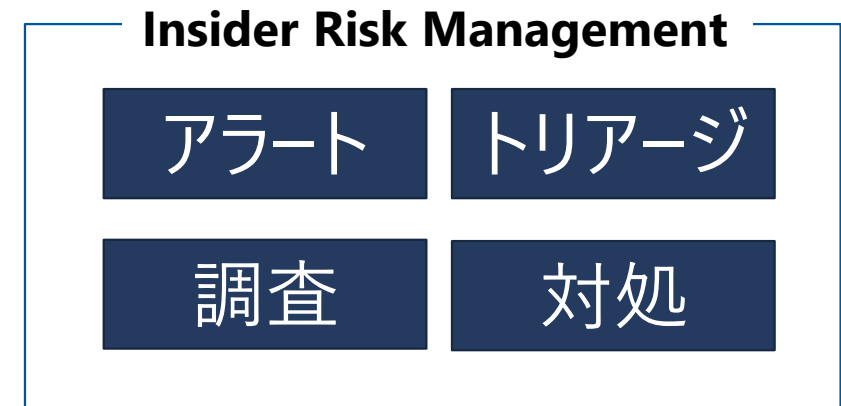 Insider Risk Management
アラート
トリアージ
調査
対処